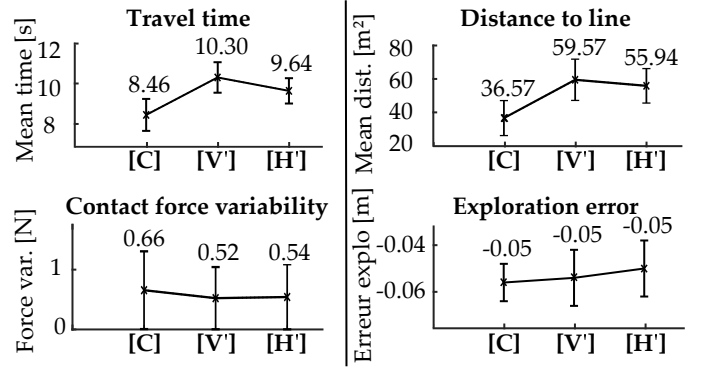 Travel time
Mean time [s]
12
10
8
8.46
10.30
9.64
[C] [V'] [H']
Distance to line
Mean dist. [m²]
80
60
40
20
36.57
59.57
55.94
[C] [V'] [H']
Contact force variability
Force var. [N]
1
0
0.66
0.52
0.54
[C] [V'] [H']
Exploration error
Erreur explo [m]
-0.04
-0.06
-0.05
-0.05
-0.05
[C] [V'] [H']